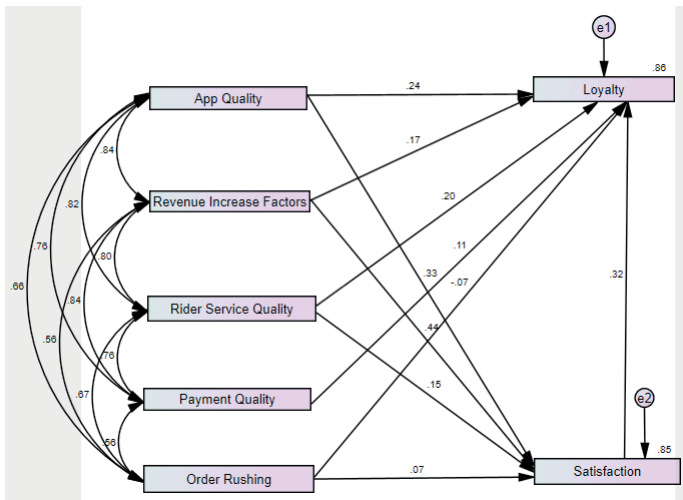 e1
.86
App Quality
.24
Loyalty
.84
.17
Revenue Increase Factors
.82
.20
.76
.11
.80
.33
-.07
.32
.66
.84
Rider Service Quality
.44
.56
.76
.15
.67
Payment Quality
e2
.56
.85
Order Rushing
.07
Satisfaction